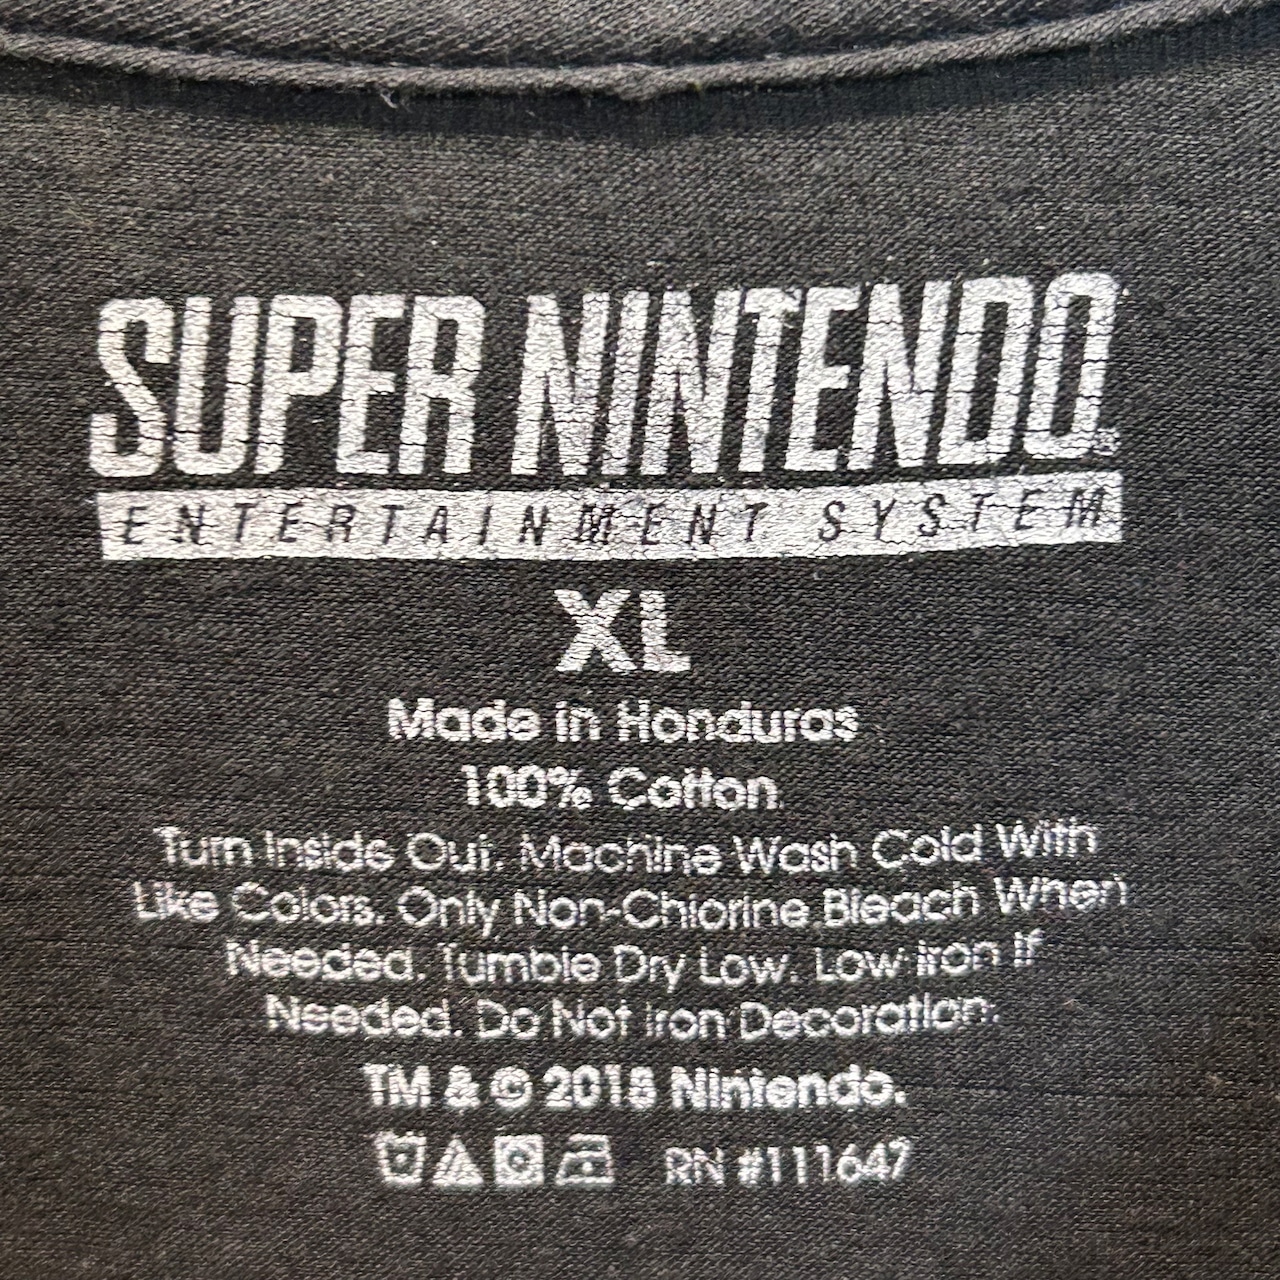 SUPER NINTENDO
ENTERTAINMENT SYSTEM
XL
Made in Honduras
100% Cotton
Turn Inside Out. Machine Wash Cold With
Like Colors. Only Non-Chlorine Bleach When
Needed. Tumble Dry Low. Low Iron If
Needed. Do Not Iron Decoration.
TM & © 2018 Nintendo.
RN #111647